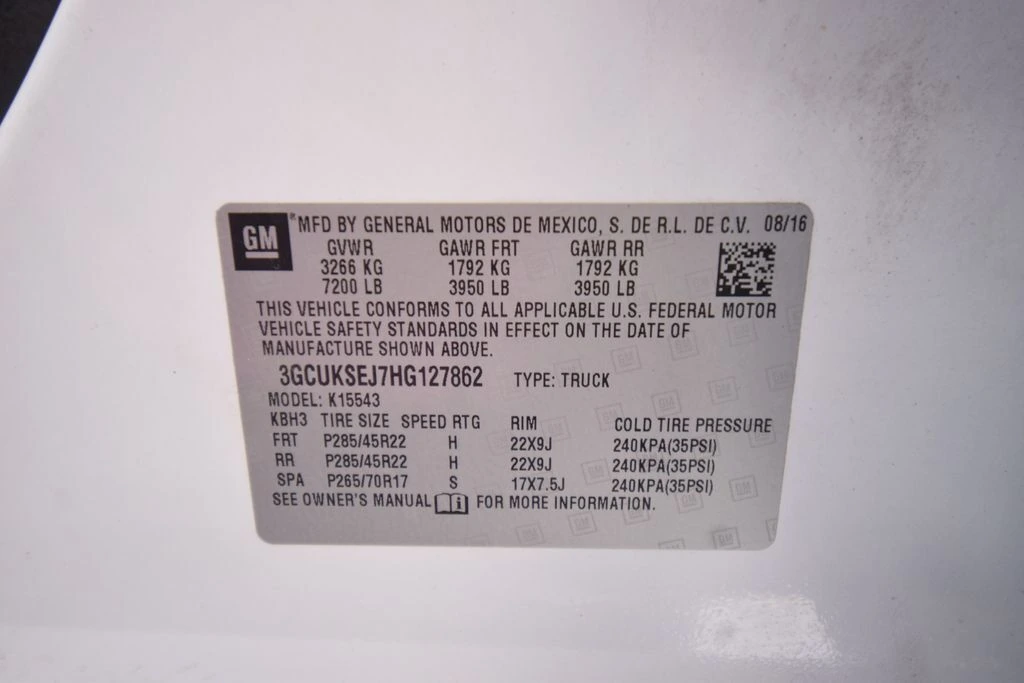 GM ® MFD BY GENERAL MOTORS DE MEXICO, S. DE R.L. DE C.V. 08/16
GVWR GAWR FRT GAWR RR
3266 KG 1792 KG 1792 KG
7200 LB 3950 LB 3950 LB
THIS VEHICLE CONFORMS TO ALL APPLICABLE U.S. FEDERAL MOTOR
VEHICLE SAFETY STANDARDS IN EFFECT ON THE DATE OF
MANUFACTURE SHOWN ABOVE.
3GCUKSEJ7HG127862 TYPE: TRUCK
MODEL: K15543
KBH3 TIRE SIZE SPEED RTG RIM COLD TIRE PRESSURE
FRT P285/45R22 H 22X9J 240KPA(35PSI)
RR P285/45R22 H 22X9J 240KPA(35PSI)
SPA P265/70R17 S 17X7.5J 240KPA(35PSI)
SEE OWNER'S MANUAL i FOR MORE INFORMATION.